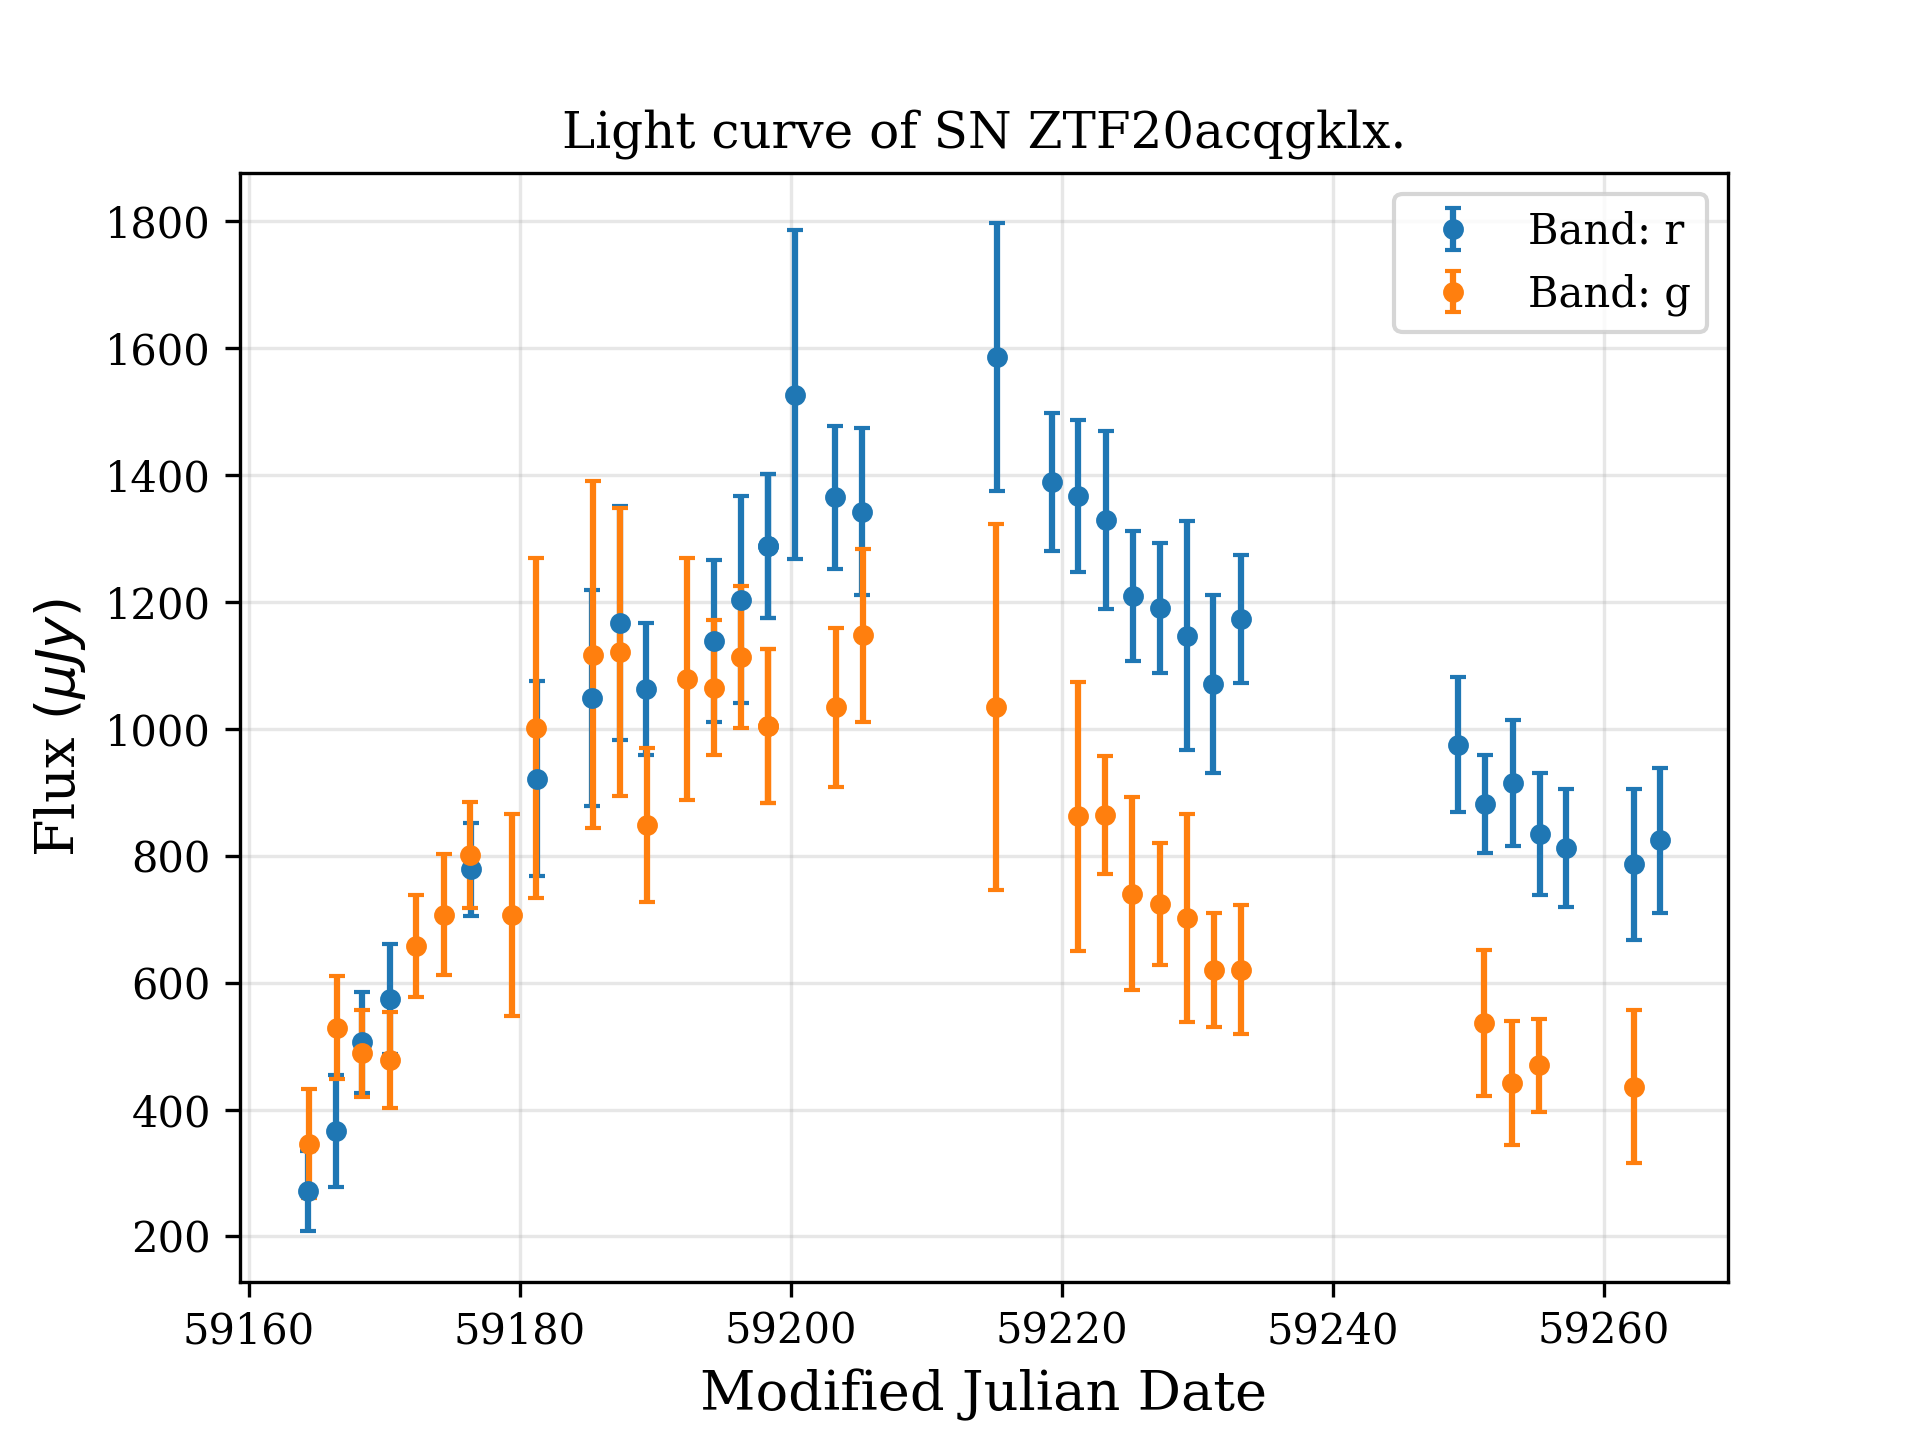 Light curve of SN ZTF20acqgklx.
Band: r
Band: g
1800
1600
1400
1200
1000
800
600
400
200
Flux (μJy)
59160 59180 59200 59220 59240 59260
Modified Julian Date